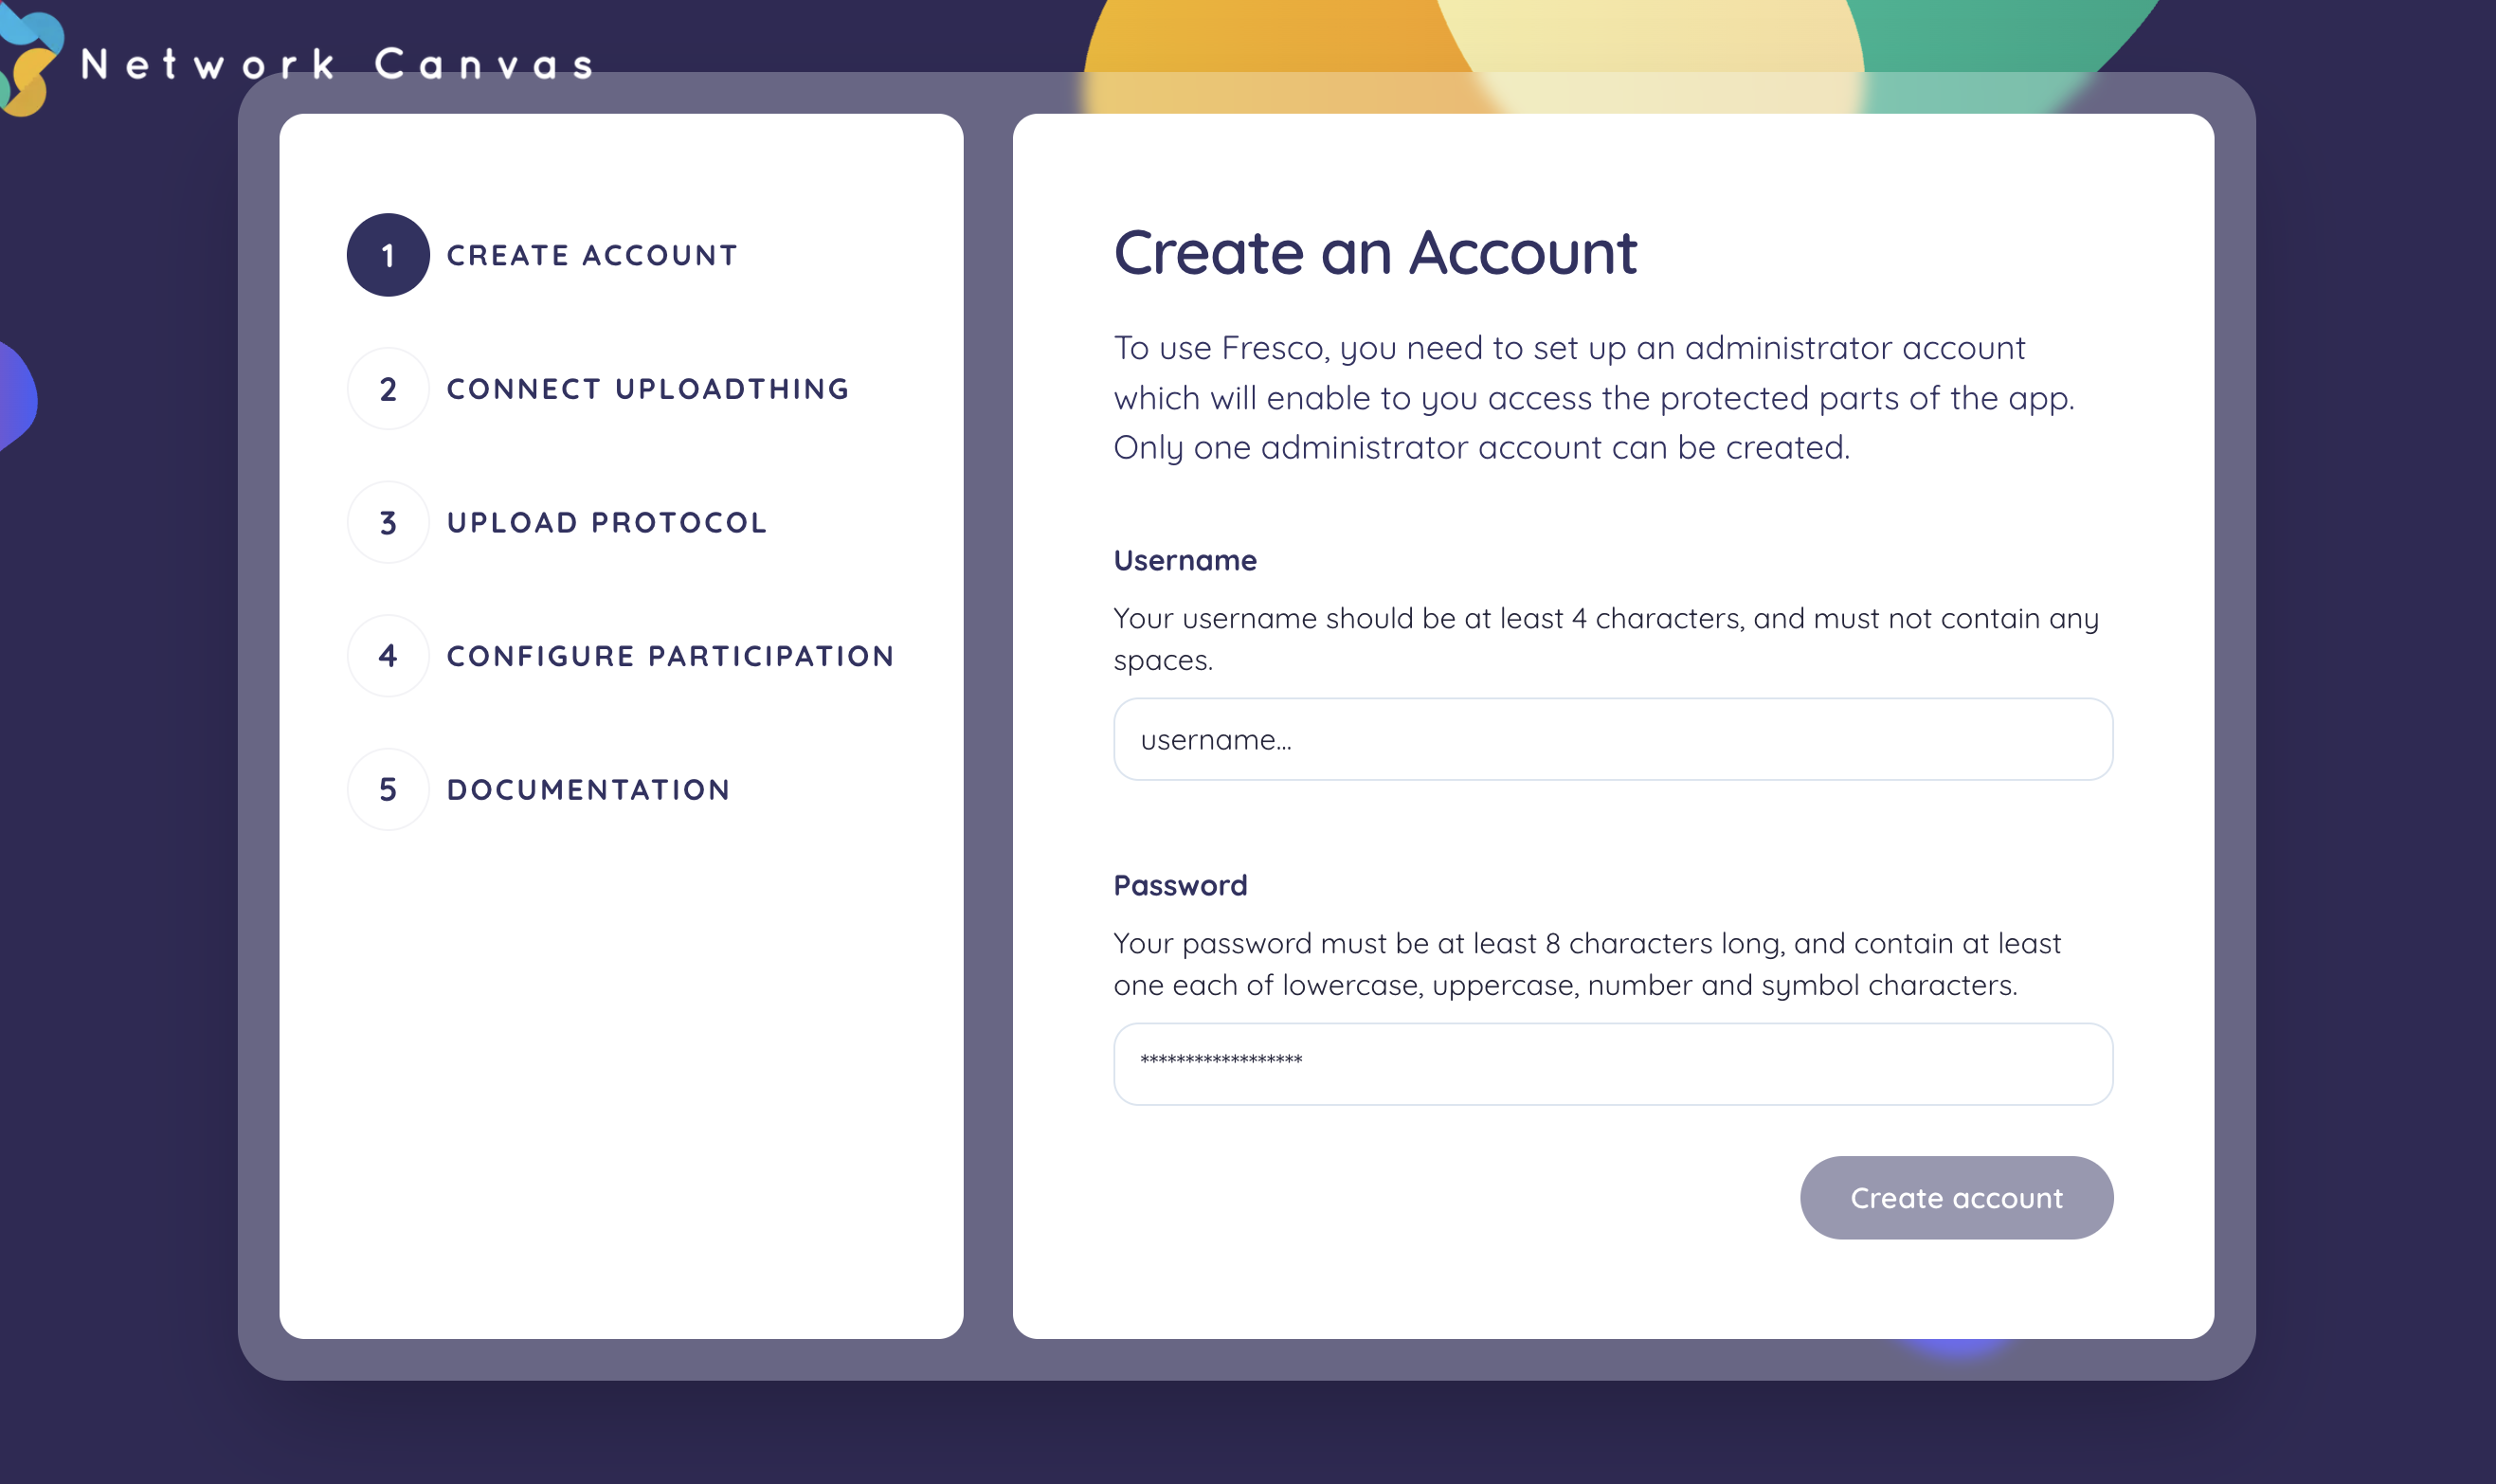 Network Canvas
1 CREATE ACCOUNT
2 CONNECT UPLOADTHING
3 UPLOAD PROTOCOL
4 CONFIGURE PARTICIPATION
5 DOCUMENTATION
Create an Account
To use Fresco, you need to set up an administrator account
which will enable to you access the protected parts of the app.
Only one administrator account can be created.
Username
Your username should be at least 4 characters, and must not contain any
spaces.
username...
Password
Your password must be at least 8 characters long, and contain at least
one each of lowercase, uppercase, number and symbol characters.
******************
Create account